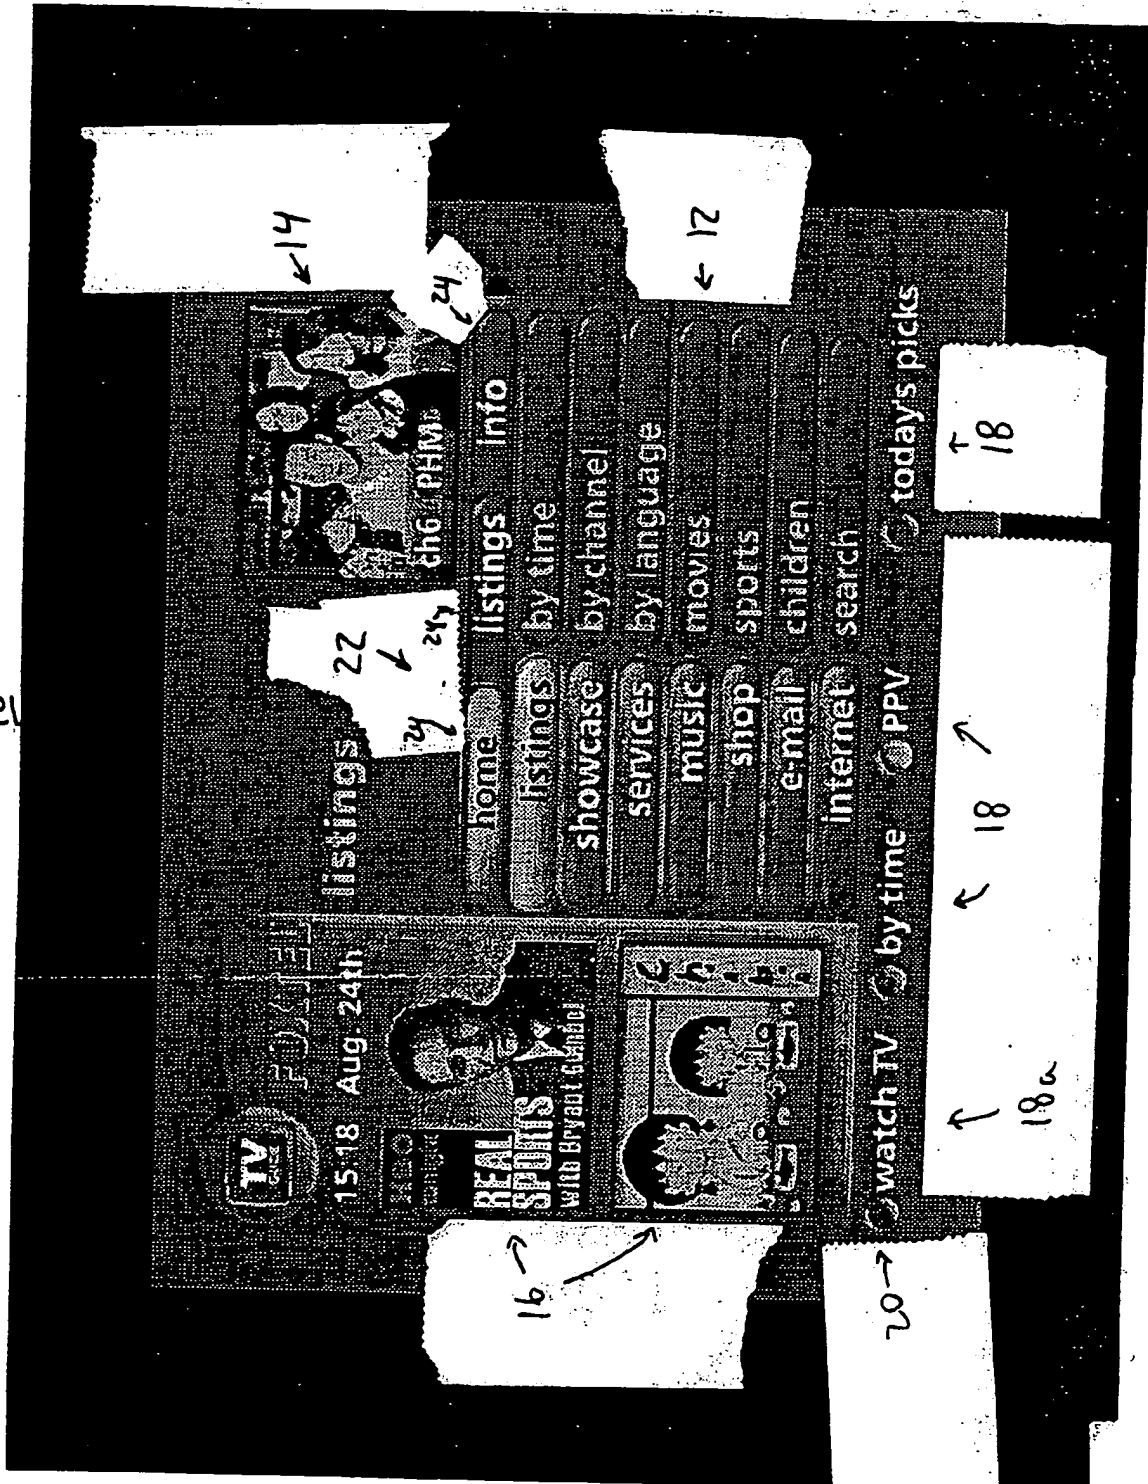 TV
GUIDE
15:18 Aug. 24th
listings
ch6 PHM
REAL
SPORTS
with Bryant Gumbel
home listings info
listings by time
showcase by channel
services by language
music movies
shop sports
e-mail children
internet search
watch TV by time PPV today's picks
14
24
22
24
24
12
16
20
18a
18
18